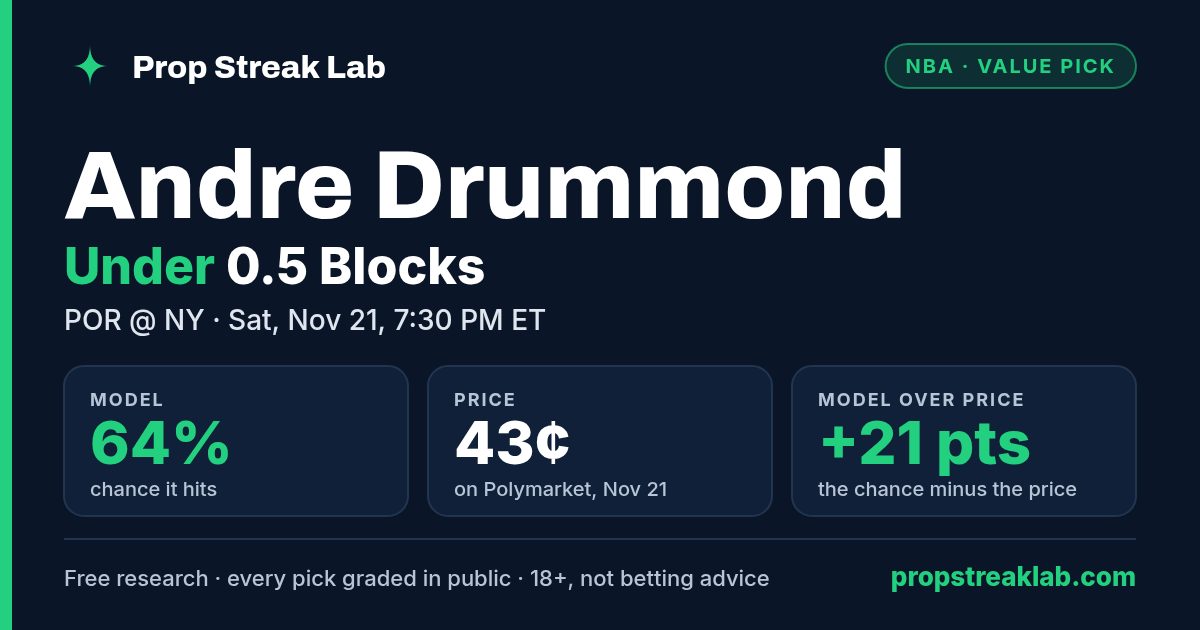 Prop Streak Lab
NBA · VALUE PICK
Andre Drummond
Under 0.5 Blocks
POR @ NY · Sat, Nov 21, 7:30 PM ET
MODEL
64%
chance it hits
PRICE
43¢
on Polymarket, Nov 21
MODEL OVER PRICE
+21 pts
the chance minus the price
Free research · every pick graded in public · 18+, not betting advice
propstreaklab.com